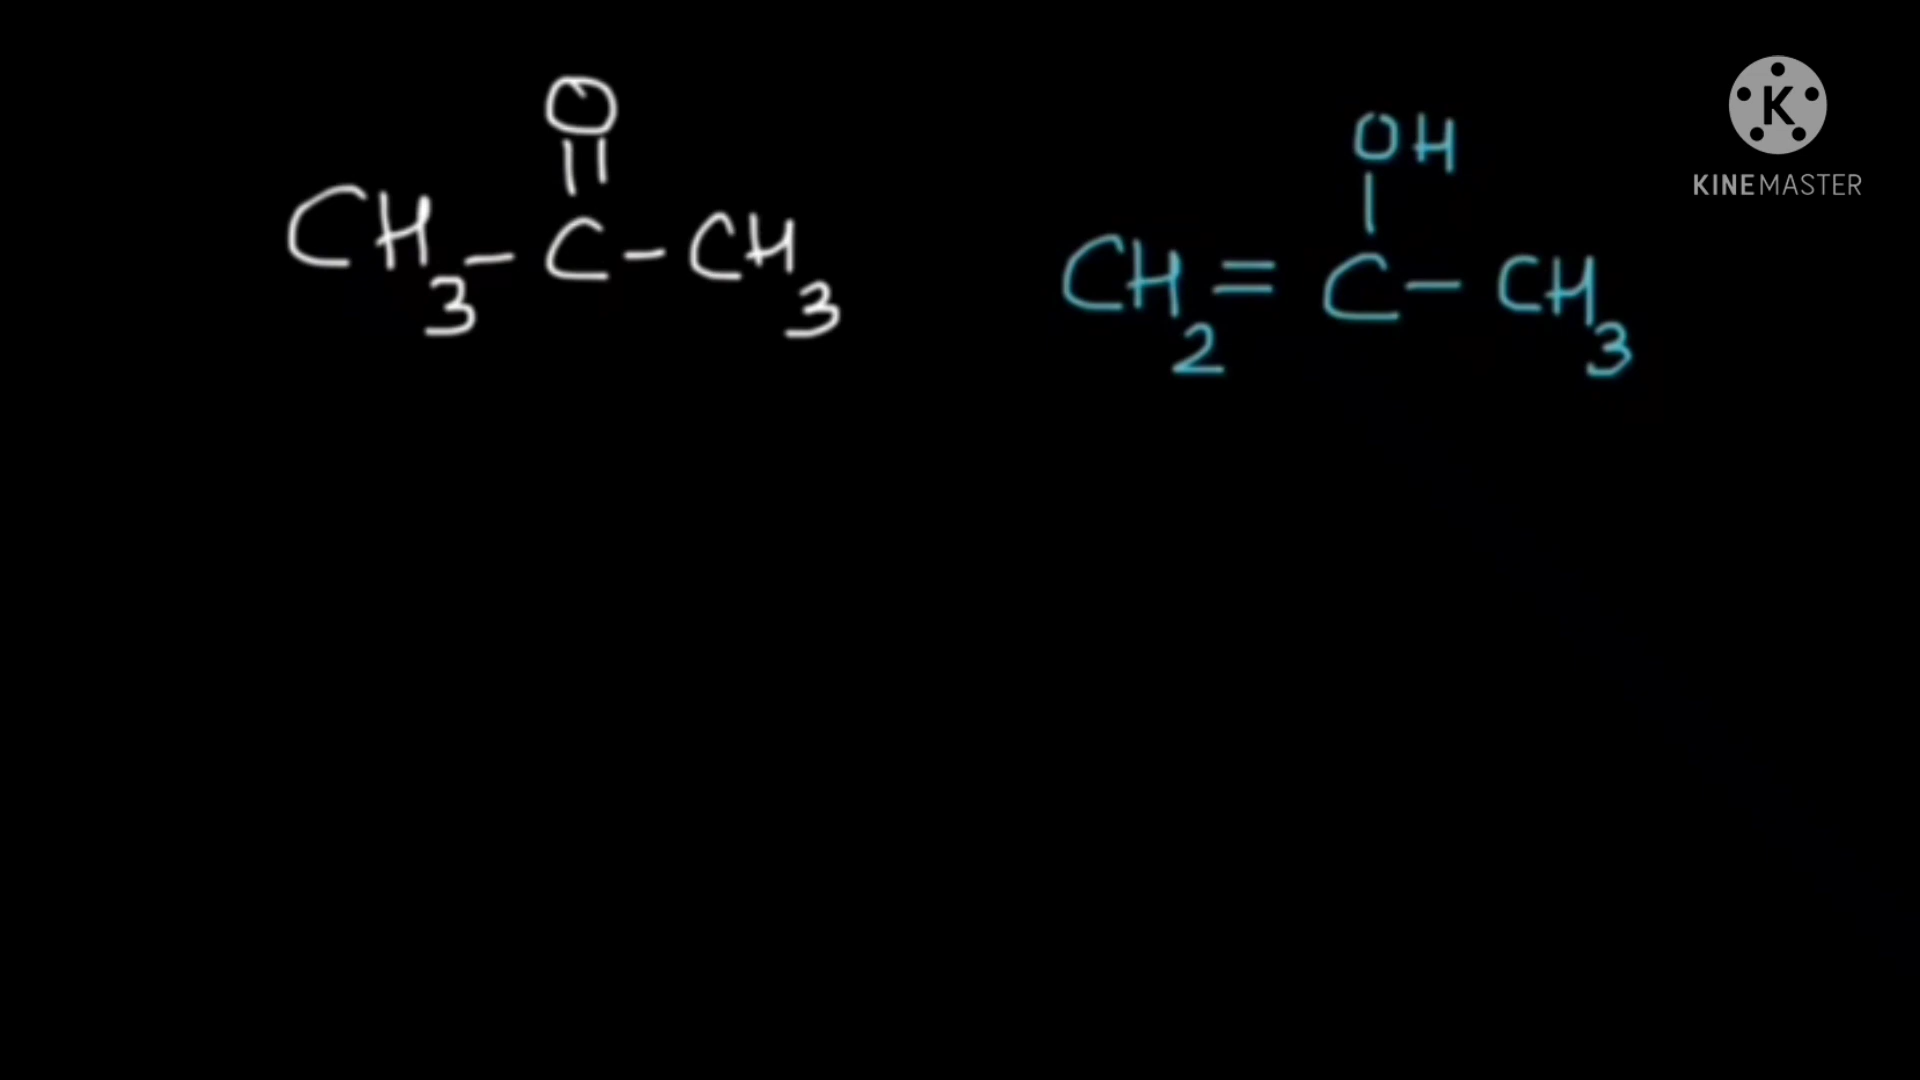 O
||
CH₃-C-CH₃
OH
|
CH₂=C-CH₃
KINEMASTER